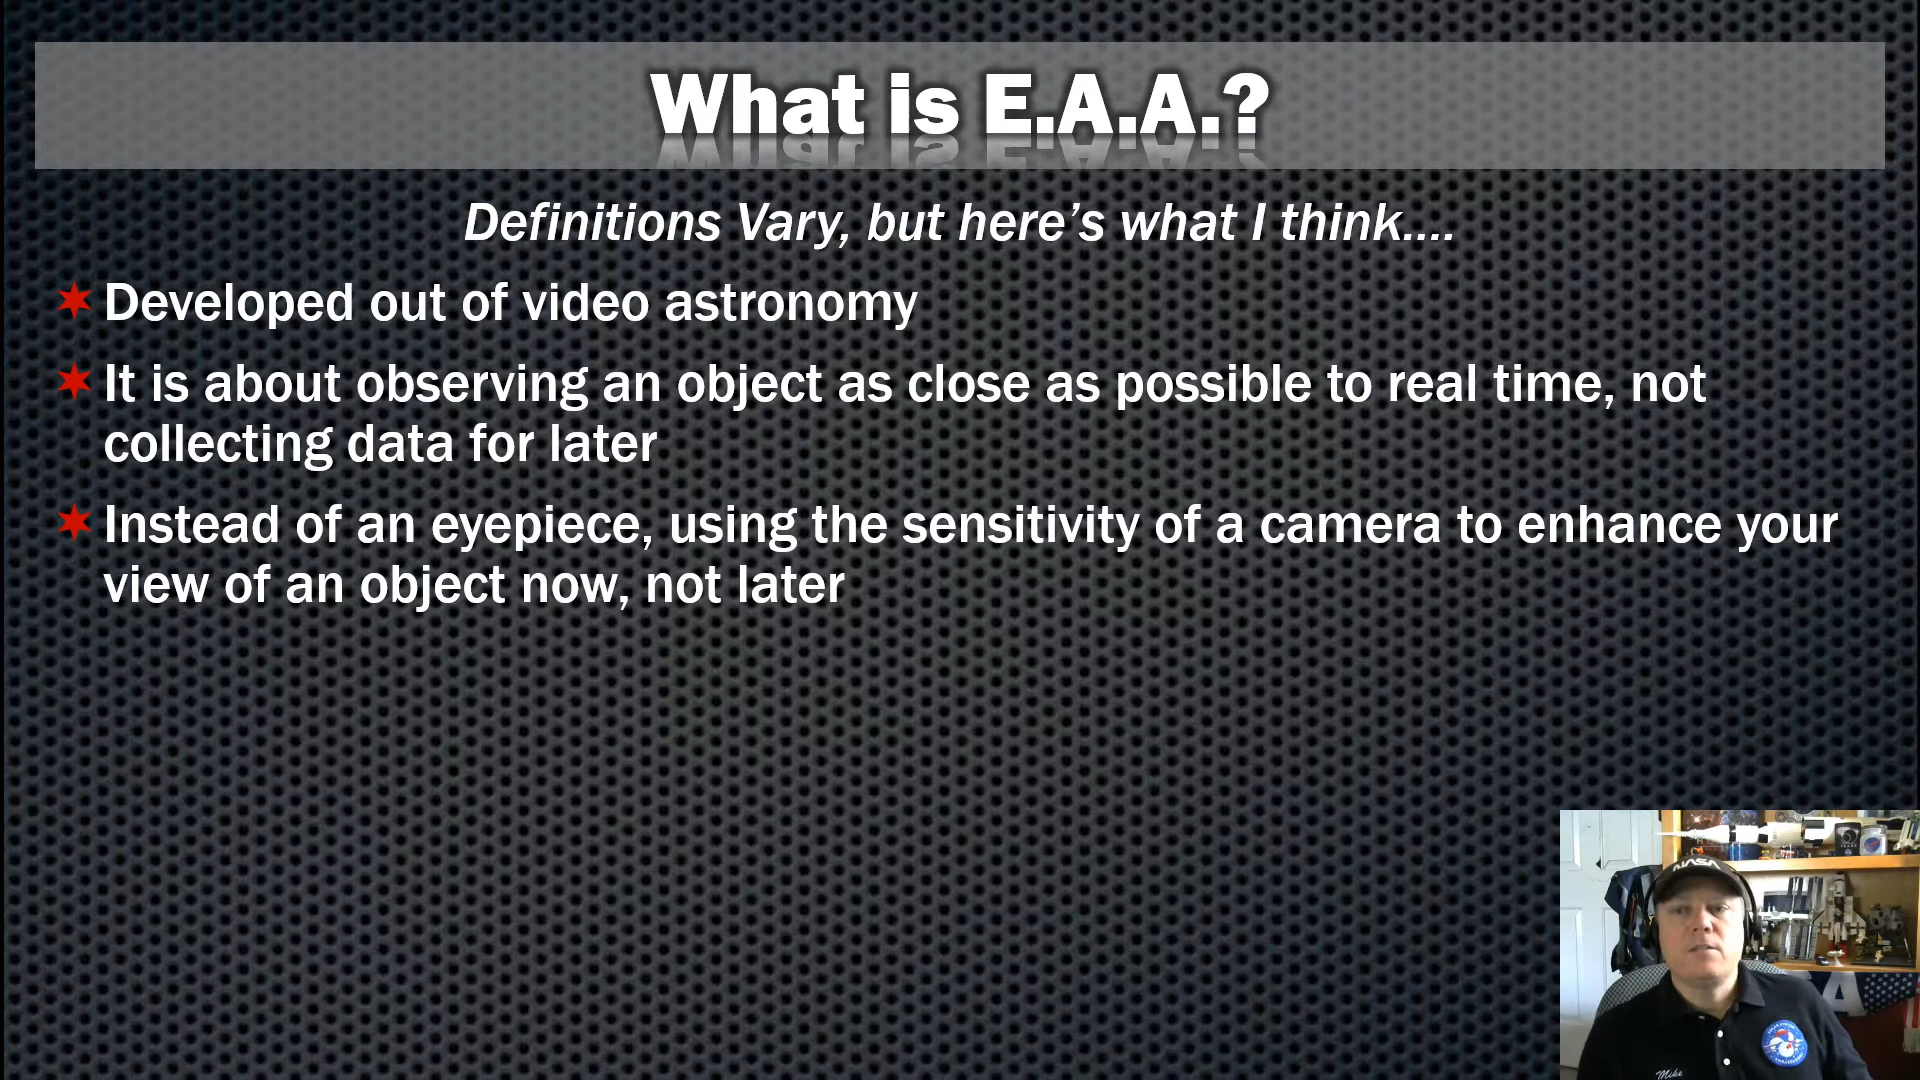 What is E.A.A.?
Definitions Vary, but here’s what I think....
Developed out of video astronomy
It is about observing an object as close as possible to real time, not
collecting data for later
Instead of an eyepiece, using the sensitivity of a camera to enhance your
view of an object now, not later
NASA
Mike